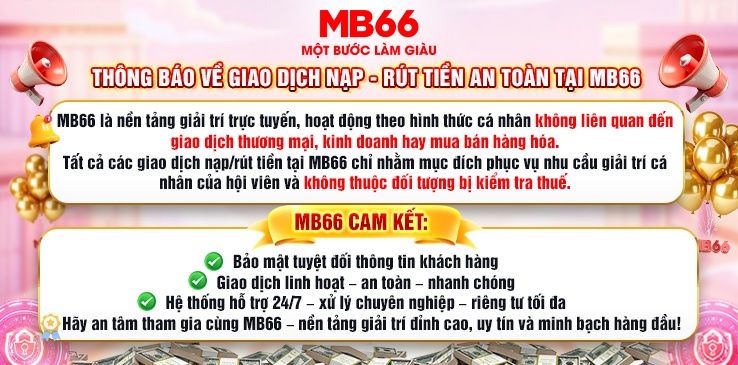 MB66
MỘT BƯỚC LÀM GIÀU
THÔNG BÁO VỀ GIAO DỊCH NẠP - RÚT TIỀN AN TOÀN TẠI MB66
MB66 là nền tảng giải trí trực tuyến, hoạt động theo hình thức cá nhân không liên quan đến
giao dịch thương mại, kinh doanh hay mua bán hàng hóa.
Tất cả các giao dịch nạp/rút tiền tại MB66 chỉ nhằm mục đích phục vụ nhu cầu giải trí cá
nhân của hội viên và không thuộc đối tượng bị kiểm tra thuế.
MB66 CAM KẾT:
Bảo mật tuyệt đối thông tin khách hàng
Giao dịch linh hoạt – an toàn – nhanh chóng
Hệ thống hỗ trợ 24/7 – xử lý chuyên nghiệp – riêng tư tối đa
Hãy an tâm tham gia cùng MB66 – nền tảng giải trí đỉnh cao, uy tín và minh bạch hàng đầu!